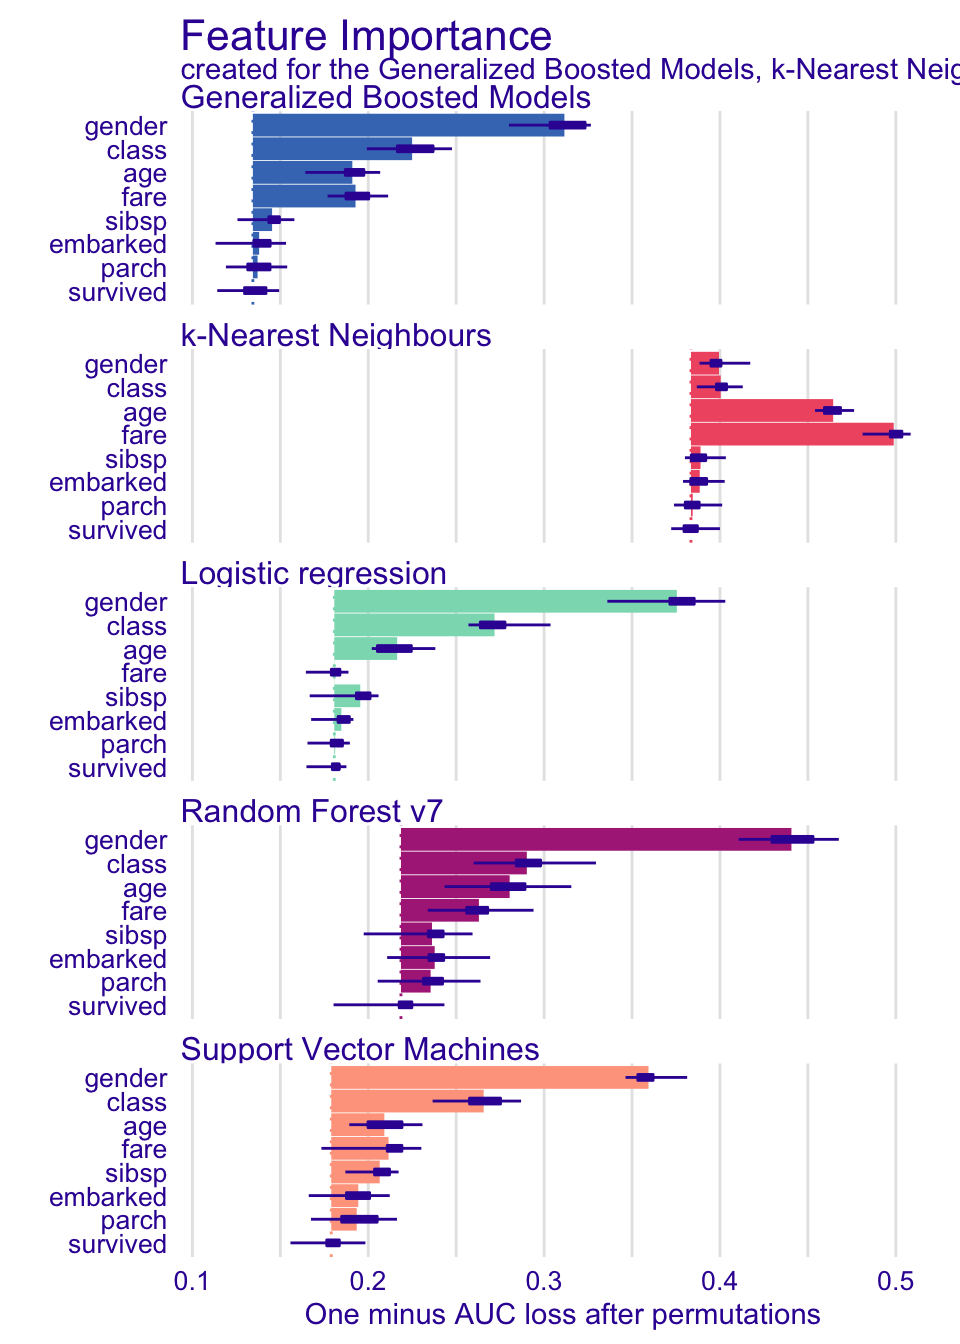 Feature Importance
created for the Generalized Boosted Models, k-Nearest Neig
Generalized Boosted Models
gender
class
age
fare
sibsp
embarked
parch
survived
k-Nearest Neighbours
gender
class
age
fare
sibsp
embarked
parch
survived
Logistic regression
gender
class
age
fare
sibsp
embarked
parch
survived
Random Forest v7
gender
class
age
fare
sibsp
embarked
parch
survived
Support Vector Machines
gender
class
age
fare
sibsp
embarked
parch
survived
0.1 0.2 0.3 0.4 0.5
One minus AUC loss after permutations